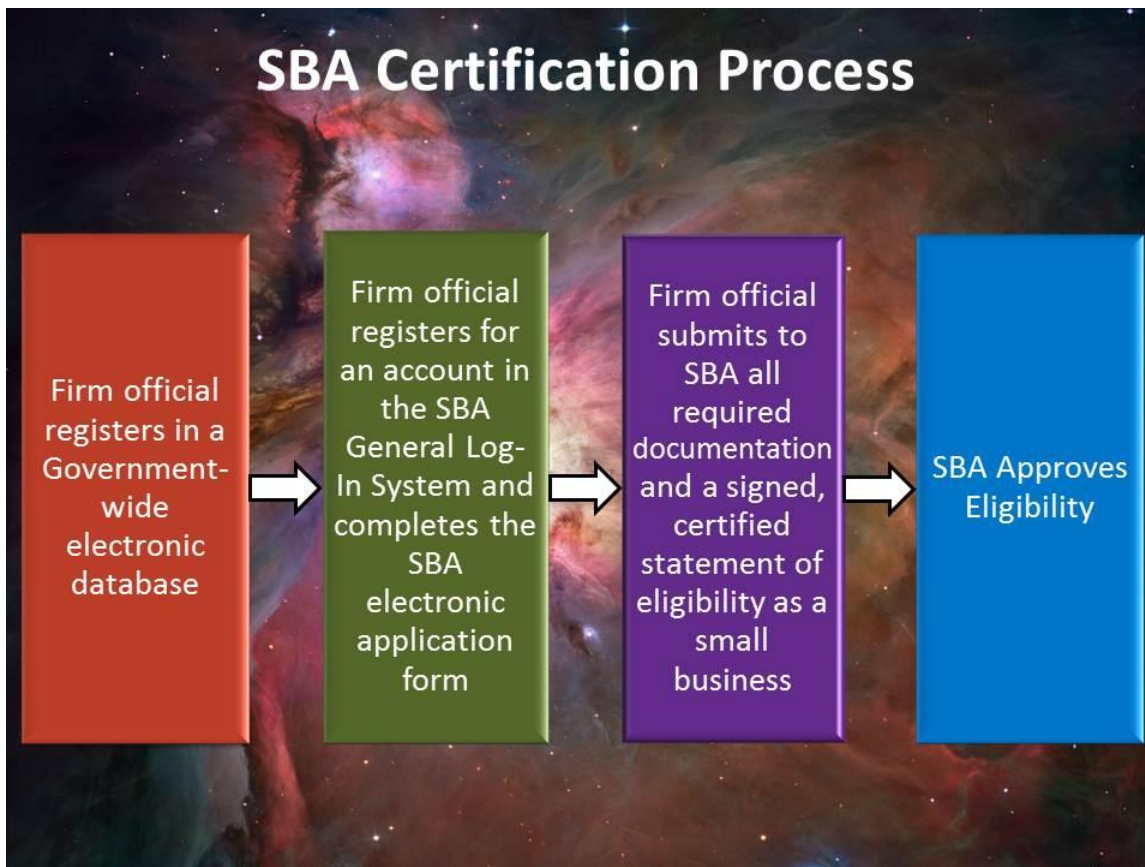 SBA Certification Process
Firm official
registers in a
Government-
wide
electronic
database
Firm official
registers for
an account in
the SBA
General Log-
In System and
completes the
SBA
electronic
application
form
Firm official
submits to
SBA all
required
documentation
and a signed,
certified
statement of
eligibility as a
small
business
SBA Approves
Eligibility